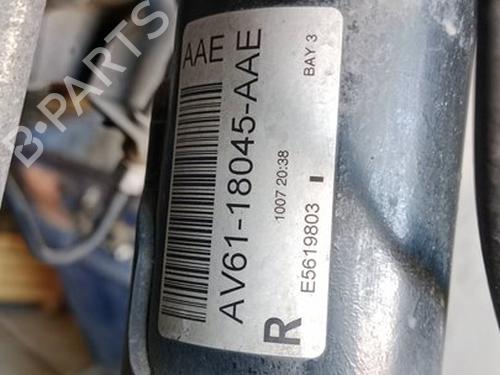 AAE
AV61-18045-AAE
BAY 3
1007 20:38
E5619803
R
B-PARTS